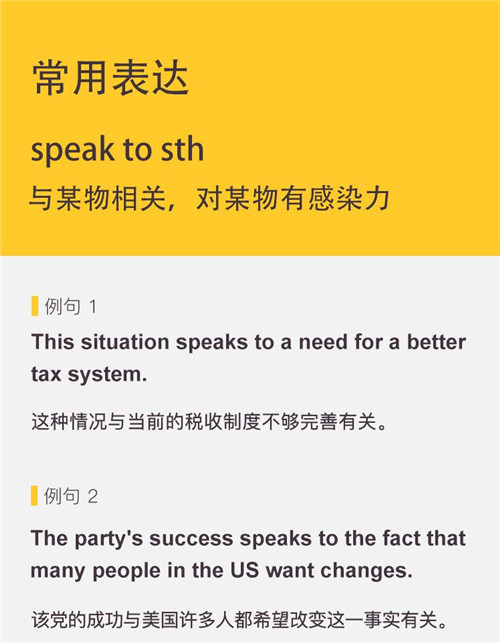 常用表达
speak to sth
与某物相关，对某物有感染力
例句 1
This situation speaks to a need for a better
tax system.
这种情况与当前的税收制度不够完善有关。
例句 2
The party's success speaks to the fact that
many people in the US want changes.
该党的成功与美国许多人都希望改变这一事实有关。